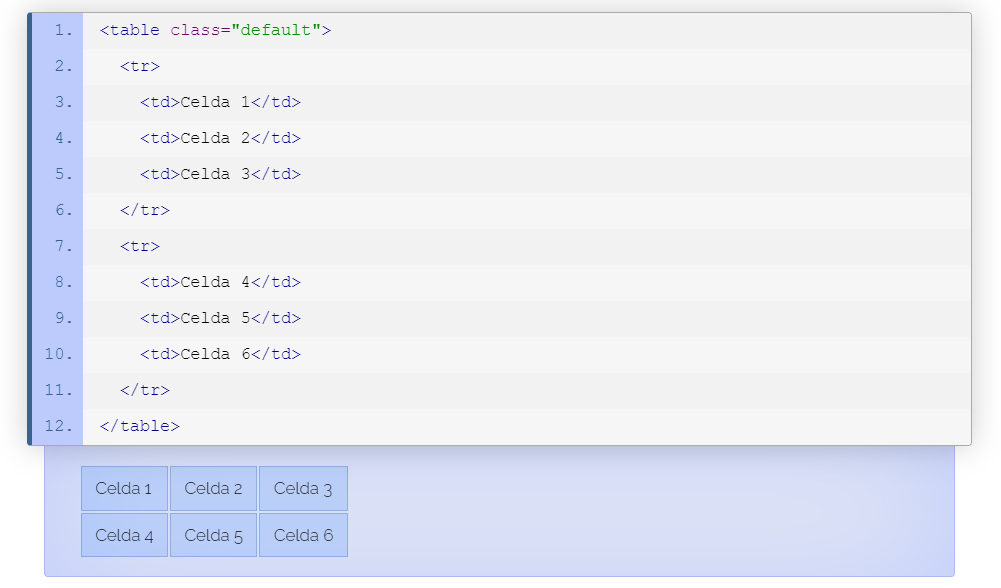 1. <table class="default">
2. <tr>
3. <td>Celda 1</td>
4. <td>Celda 2</td>
5. <td>Celda 3</td>
6. </tr>
7. <tr>
8. <td>Celda 4</td>
9. <td>Celda 5</td>
10. <td>Celda 6</td>
11. </tr>
12. </table>
Celda 1 Celda 2 Celda 3
Celda 4 Celda 5 Celda 6